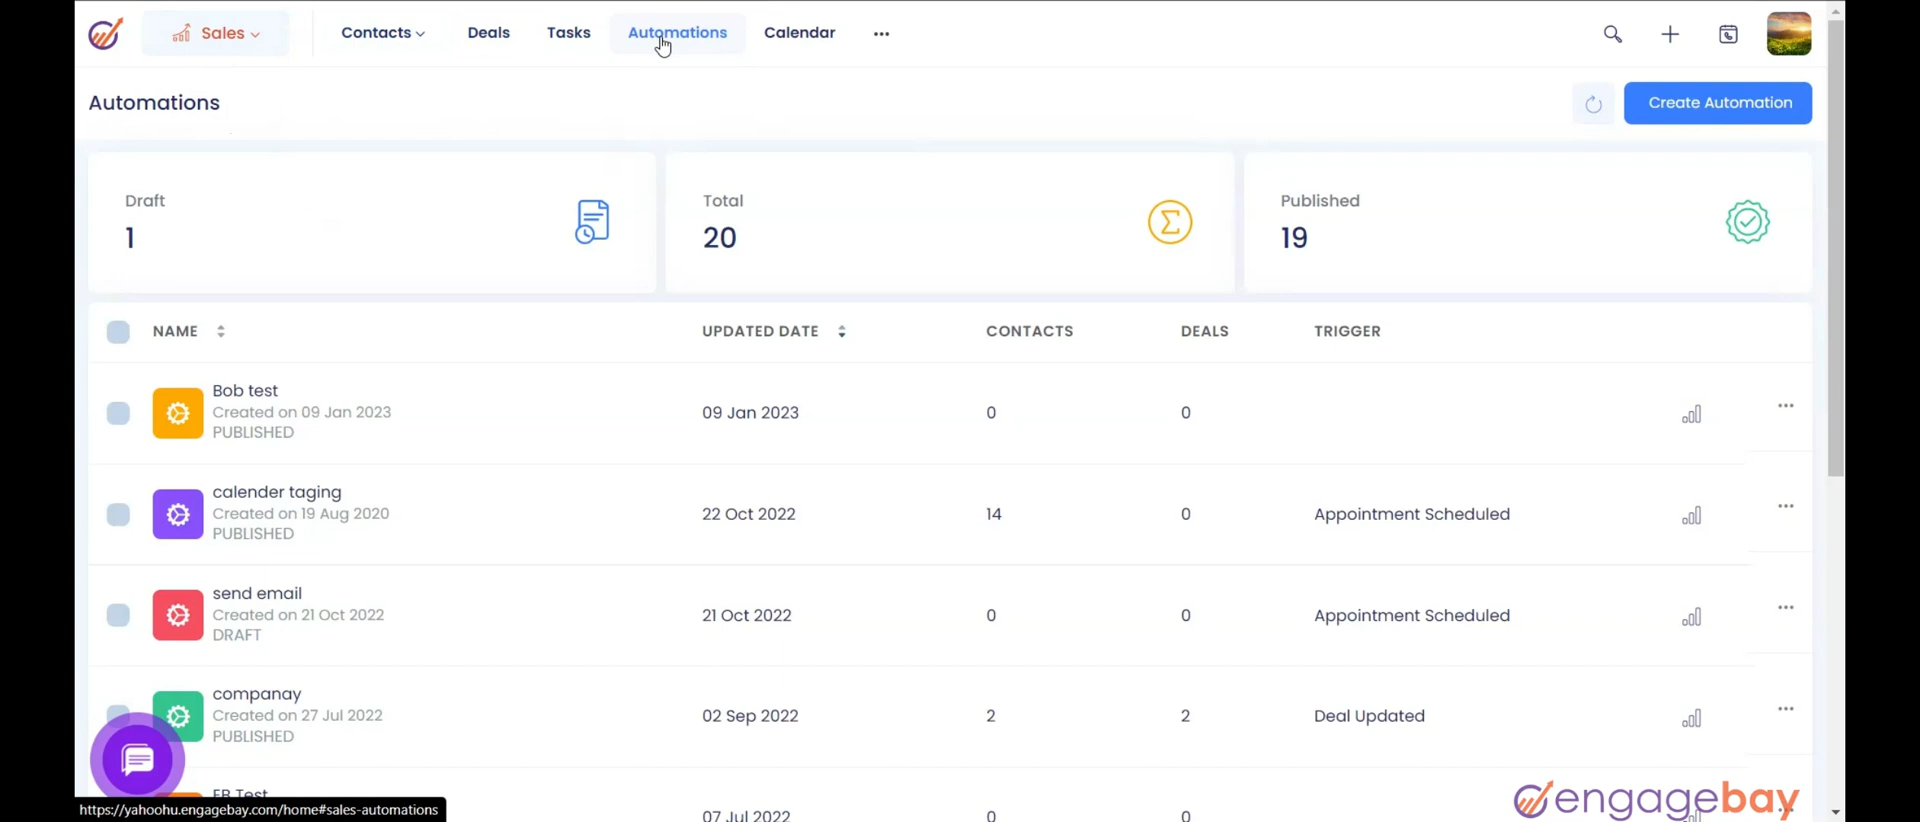 Sales
Contacts
Deals
Tasks
Automations
Calendar
Automations
Create Automation
Draft
1
Total
20
Published
19
NAME
UPDATED DATE
CONTACTS
DEALS
TRIGGER
Bob test
Created on 09 Jan 2023
PUBLISHED
09 Jan 2023
0
0
calender taging
Created on 19 Aug 2020
PUBLISHED
22 Oct 2022
14
0
Appointment Scheduled
send email
Created on 21 Oct 2022
DRAFT
21 Oct 2022
0
0
Appointment Scheduled
companay
Created on 27 Jul 2022
PUBLISHED
02 Sep 2022
2
2
Deal Updated
Test
07 Jul 2022
0
0
https://yahoohu.engagebay.com/home#sales-automations
engagebay